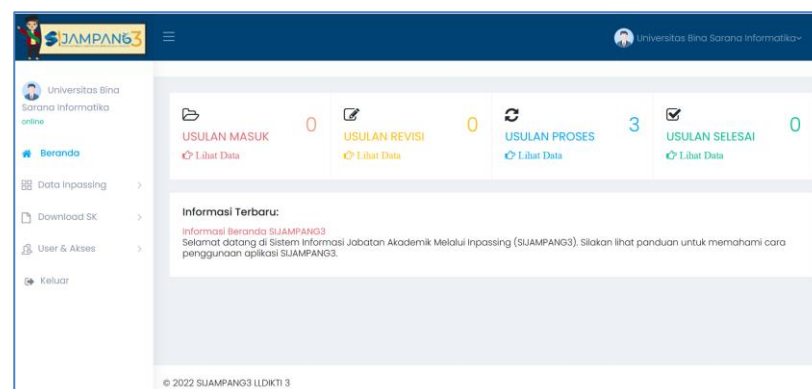 SIJAMPANG3
Universitas Bina Sarana Informatika
Universitas Bina
Sarana Informatika
online
Beranda
Data Inpassing
Download SK
User & Akses
Keluar
USULAN MASUK
0
Lihat Data
USULAN REVISI
0
Lihat Data
USULAN PROSES
3
Lihat Data
USULAN SELESAI
0
Lihat Data
Informasi Terbaru:
Informasi Beranda SIJAMPANG3
Selamat datang di Sistem Informasi Jabatan Akademik Melalui Inpassing (SIJAMPANG3). Silakan lihat panduan untuk memahami cara
penggunaan aplikasi SIJAMPANG3.
© 2022 SIJAMPANG3 LLDIKTI 3